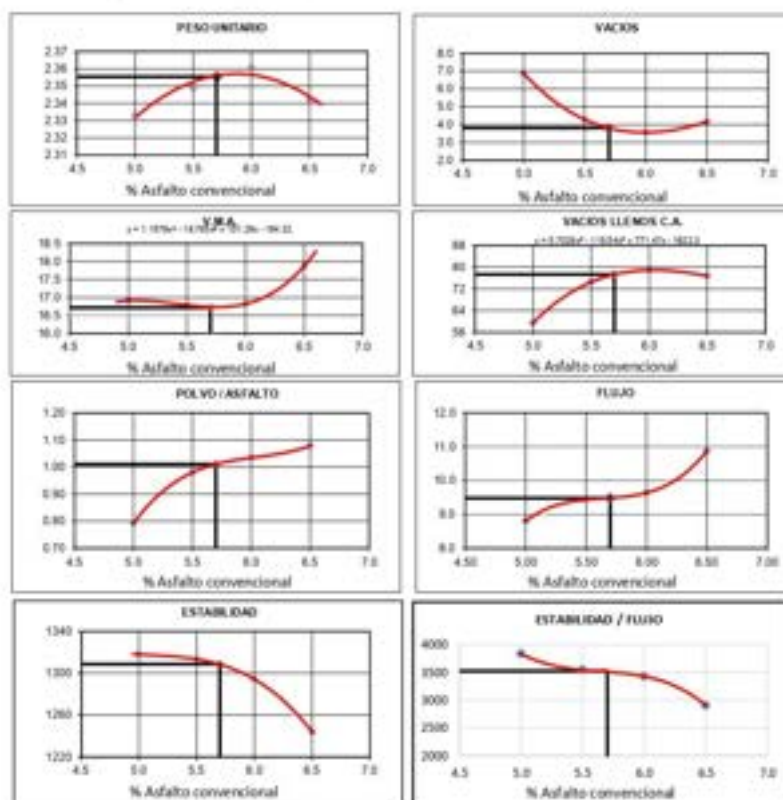 PESO UNITARIO
2.37
2.36
2.35
2.34
2.33
2.32
2.31
4.5 5.0 5.5 6.0 6.5 7.0
% Asfalto convencional
VACIOS
8.0
7.0
6.0
5.0
4.0
3.0
2.0
4.5 5.0 5.5 6.0 6.5 7.0
% Asfalto convencional
V.M.A.
18.5
18.0
17.5
17.0
16.5
16.0
4.5 5.0 5.5 6.0 6.5 7.0
% Asfalto convencional
VACIOS LLENOS C.A.
88
80
72
64
56
4.5 5.0 5.5 6.0 6.5 7.0
% Asfalto convencional
POLVO / ASFALTO
1.20
1.10
1.00
0.90
0.80
0.70
4.5 5.0 5.5 6.0 6.5 7.0
% Asfalto convencional
FLUJO
12.0
11.0
10.0
9.0
8.0
4.50 5.00 5.50 6.00 6.50 7.00
% Asfalto convencional
ESTABILIDAD
1340
1300
1260
1220
4.5 5.0 5.5 6.0 6.5 7.0
% Asfalto convencional
ESTABILIDAD / FLUJO
4000
3500
3000
2500
2000
4.5 5.0 5.5 6.0 6.5 7.0
% Asfalto convencional